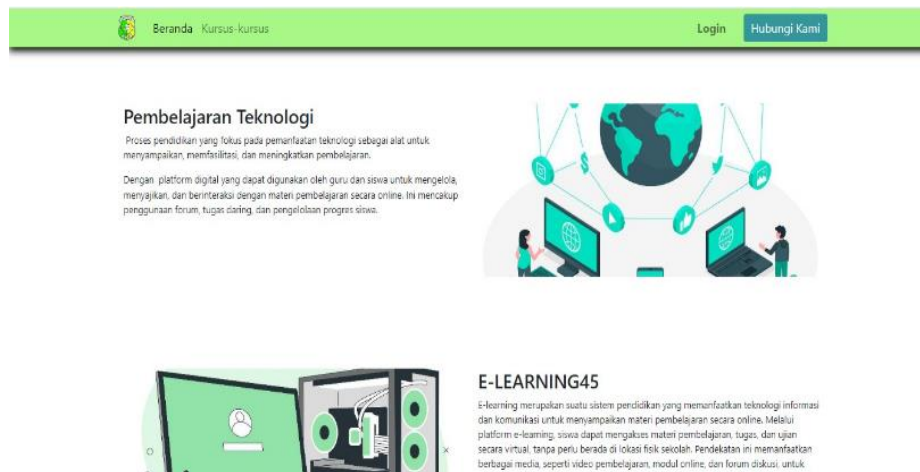 Beranda Kursus-kursus
Login Hubungi Kami
Pembelajaran Teknologi
Proses pendidikan yang fokus pada pemanfaatan teknologi sebagai alat untuk
menyampaikan, memfasilitasi, dan meningkatkan pembelajaran.
Dengan platform digital yang dapat digunakan oleh guru dan siswa untuk mengelola,
menyajikan, dan berinteraksi dengan materi pembelajaran secara online. Ini mencakup
penggunaan forum, tugas daring, dan pengelolaan progres siswa.
E-LEARNING45
E-learning merupakan suatu sistem pendidikan yang memanfaatkan teknologi informasi
dan komunikasi untuk menyampaikan materi pembelajaran secara online. Melalui
platform e-learning, siswa dapat mengakses materi pembelajaran, tugas, dan ujian
secara virtual, tanpa perlu berada di lokasi fisik sekolah. Pendekatan ini memanfaatkan
berbagai media, seperti video pembelajaran, modul online, dan forum diskusi, untuk